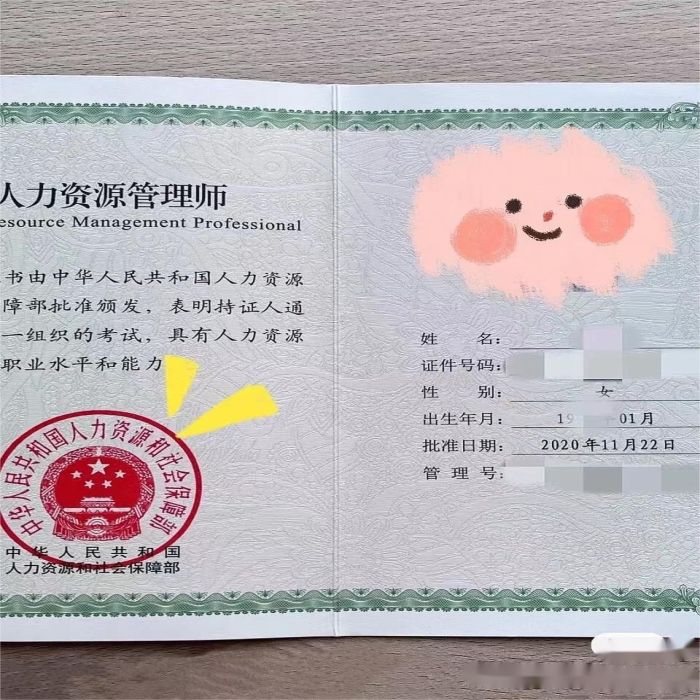 人力资源管理师
esource Management Professional
书由中华人民共和国人力资源
障部批准颁发，表明持证人通
一组织的考试，具有人力资源
职业水平和能力
中华人民共和国人力资源和社会保障部
中华人民共和国
人力资源和社会保障部
姓 名：
证件号码：
性 别： 女
出生年月： 19 01月
批准日期： 2020年11月22日
管 理 号：